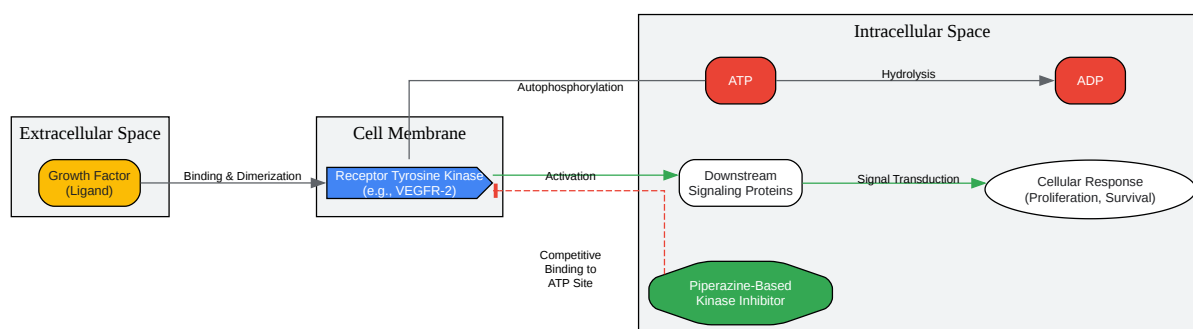 Intracellular Space
ATP
Hydrolysis
ADP
Autophosphorylation
Extracellular Space
Cell Membrane
Growth Factor
(Ligand)
Binding & Dimerization
Receptor Tyrosine Kinase
(e.g., VEGFR-2)
Activation
Downstream
Signaling Proteins
Signal Transduction
Cellular Response
(Proliferation, Survival)
Competitive
Binding to
ATP Site
Piperazine-Based
Kinase Inhibitor